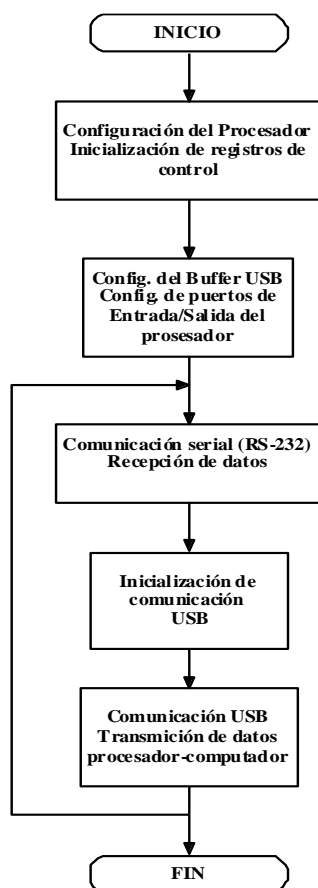 INICIO
Configuración del Procesador
Inicialización de registros de
control
Config. del Buffer USB
Config. de puertos de
Entrada/Salida del
prosesador
Comunicación serial (RS-232)
Recepción de datos
Inicialización de
comunicación
USB
Comunicación USB
Transmición de datos
procesador-computador
FIN